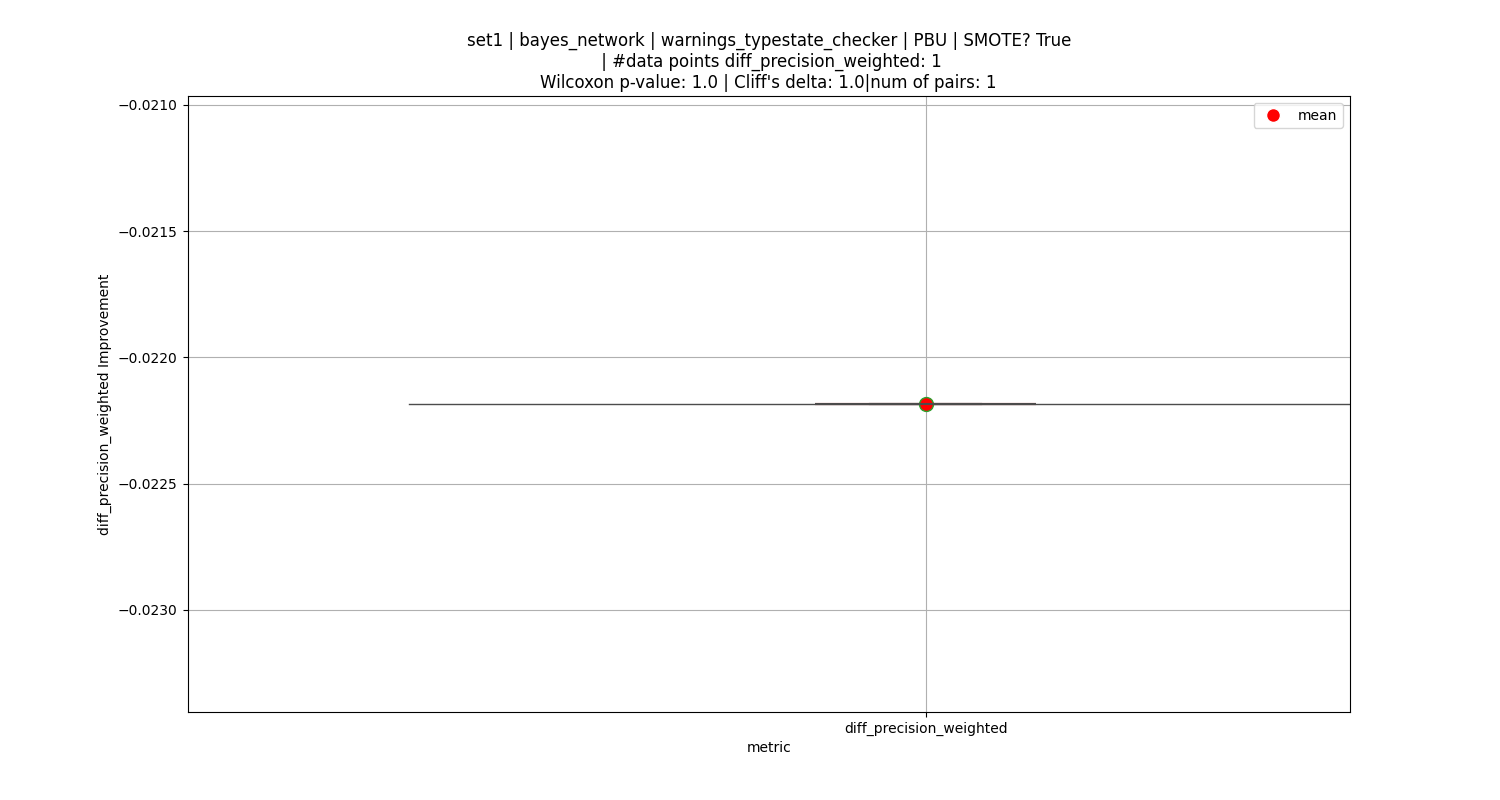 set1 | bayes_network | warnings_typestate_checker | PBU | SMOTE? True
| #data points diff_precision_weighted: 1
Wilcoxon p-value: 1.0 | Cliff's delta: 1.0|num of pairs: 1
mean
−0.0210
−0.0215
−0.0220
−0.0225
−0.0230
diff_precision_weighted Improvement
diff_precision_weighted
metric